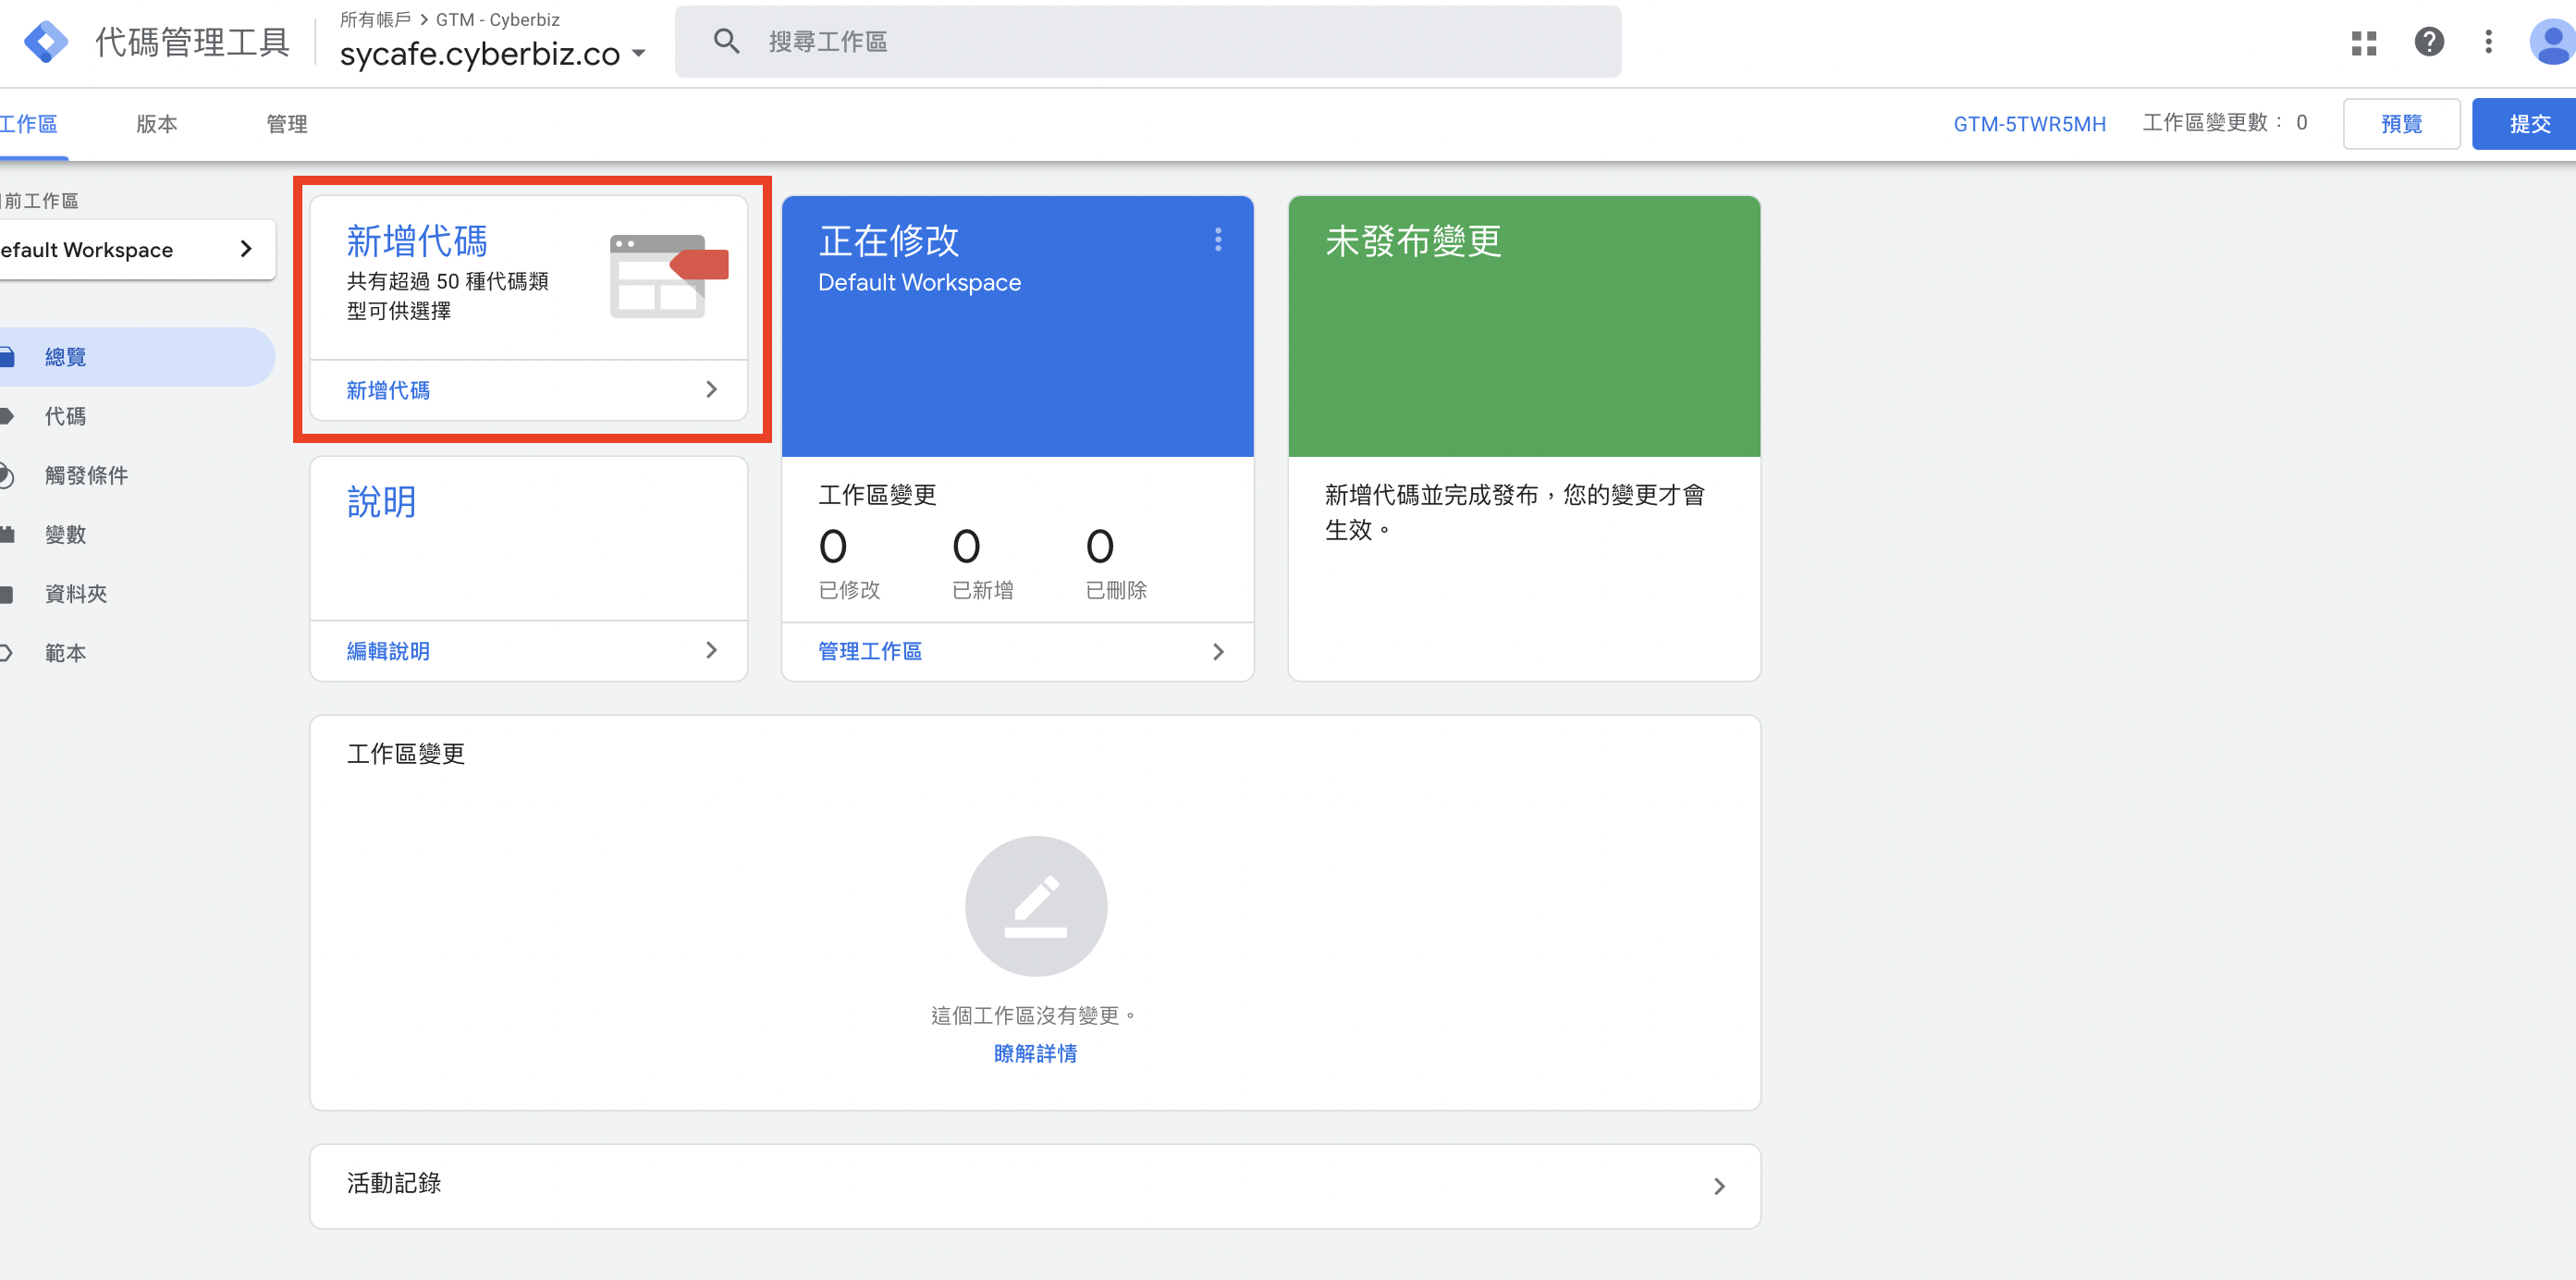 代碼管理工具
所有帳戶 > GTM - Cyberbiz
sycafe.cyberbiz.co
搜尋工作區
工作區
版本
管理
GTM-5TWR5MH
工作區變更數： 0
預覽
提交
前工作區
efault Workspace
總覽
代碼
觸發條件
變數
資料夾
範本
新增代碼
共有超過 50 種代碼類
型可供選擇
新增代碼
說明
編輯說明
正在修改
Default Workspace
工作區變更
0 0 0
已修改 已新增 已刪除
管理工作區
未發布變更
新增代碼並完成發布，您的變更才會
生效。
工作區變更
這個工作區沒有變更。
瞭解詳情
活動記錄